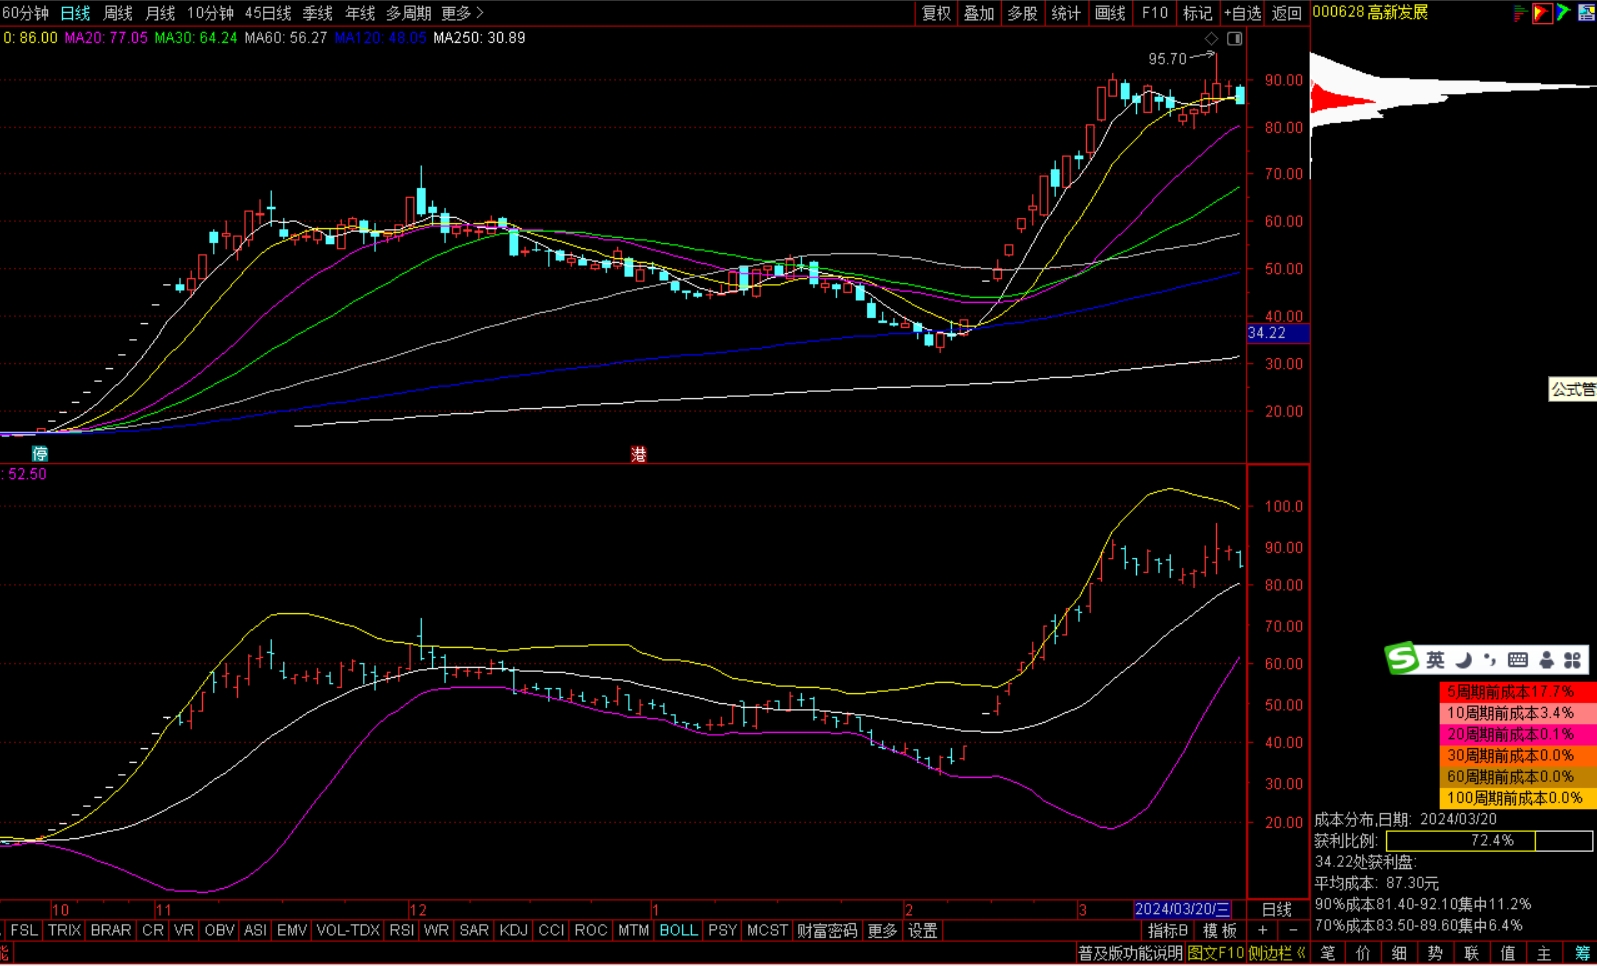 60分钟 日线 周线 月线 10分钟 45日线 季线 年线 多周期 更多
复权 叠加 多股 统计 画线 F10 标记 +自选 返回
000628 高新发展
0: 86.00 MA20: 77.05 MA30: 64.24 MA60: 56.27 MA120: 48.05 MA250: 30.89
95.70
90.00
80.00
70.00
60.00
50.00
40.00
34.22
30.00
20.00
公式管
停
港
: 52.50
100.0
90.00
80.00
70.00
60.00
50.00
40.00
30.00
20.00
英
5周期前成本17.7%
10周期前成本3.4%
20周期前成本0.1%
30周期前成本0.0%
60周期前成本0.0%
100周期前成本0.0%
成本分布,日期: 2024/03/20
获利比例: 72.4%
34.22处获利盘:
平均成本: 87.30元
90%成本81.40-92.10集中11.2%
70%成本83.50-89.60集中6.4%
10 11 12 1 2 3 2024/03/20/三 日线
FSL TRIX BRAR CR VR OBV ASI EMV VOL-TDX RSI WR SAR KDJ CCI ROC MTM BOLL PSY MCST 财富密码 更多 设置
指标B 模板 + −
能
普及版功能说明 图文F10 侧边栏《
笔 价 细 势 联 值 主 筹